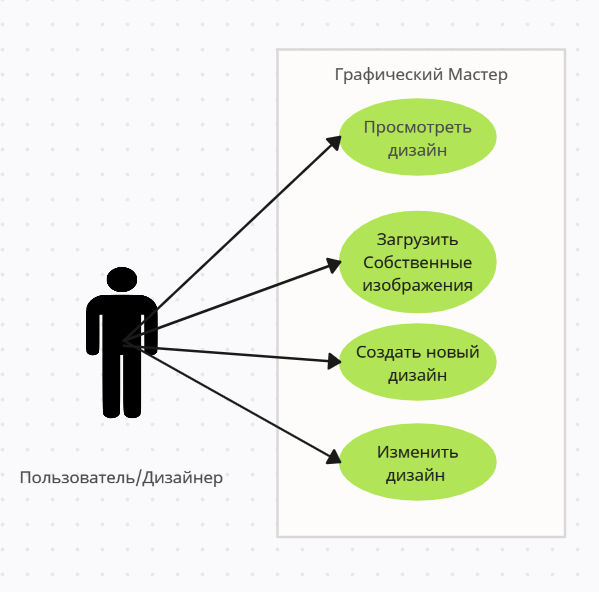 Графический Мастер
Просмотреть
дизайн
Загрузить
Собственные
изображения
Создать новый
дизайн
Изменить
дизайн
Пользователь/Дизайнер